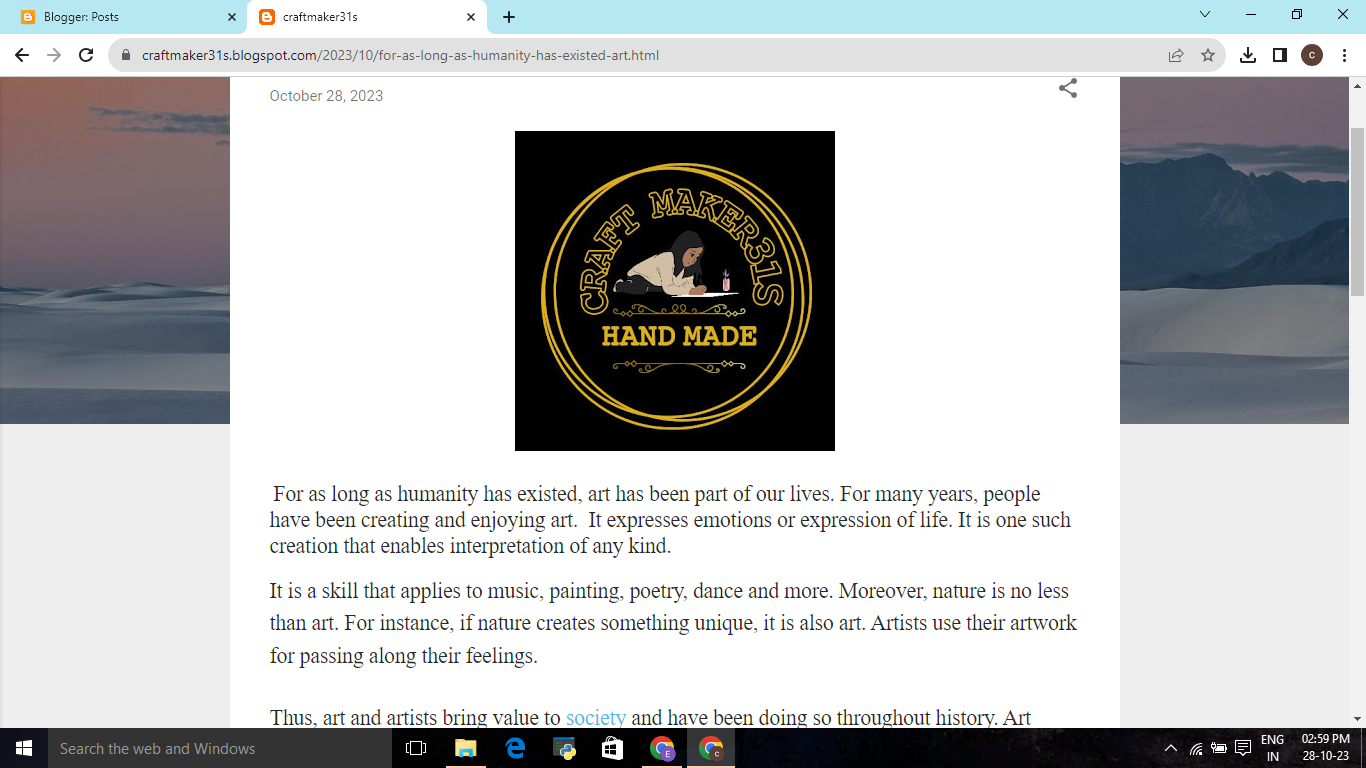 Blogger: Posts
craftmaker31s
craftmaker31s.blogspot.com/2023/10/for-as-long-as-humanity-has-existed-art.html
C
October 28, 2023
CRAFT MAKER31S
HAND MADE
For as long as humanity has existed, art has been part of our lives. For many years, people
have been creating and enjoying art.  It expresses emotions or expression of life. It is one such
creation that enables interpretation of any kind.
It is a skill that applies to music, painting, poetry, dance and more. Moreover, nature is no less
than art. For instance, if nature creates something unique, it is also art. Artists use their artwork
for passing along their feelings.
Thus, art and artists bring value to society and have been doing so throughout history. Art
Search the web and Windows
E
C
ENG
IN
02:59 PM
28-10-23